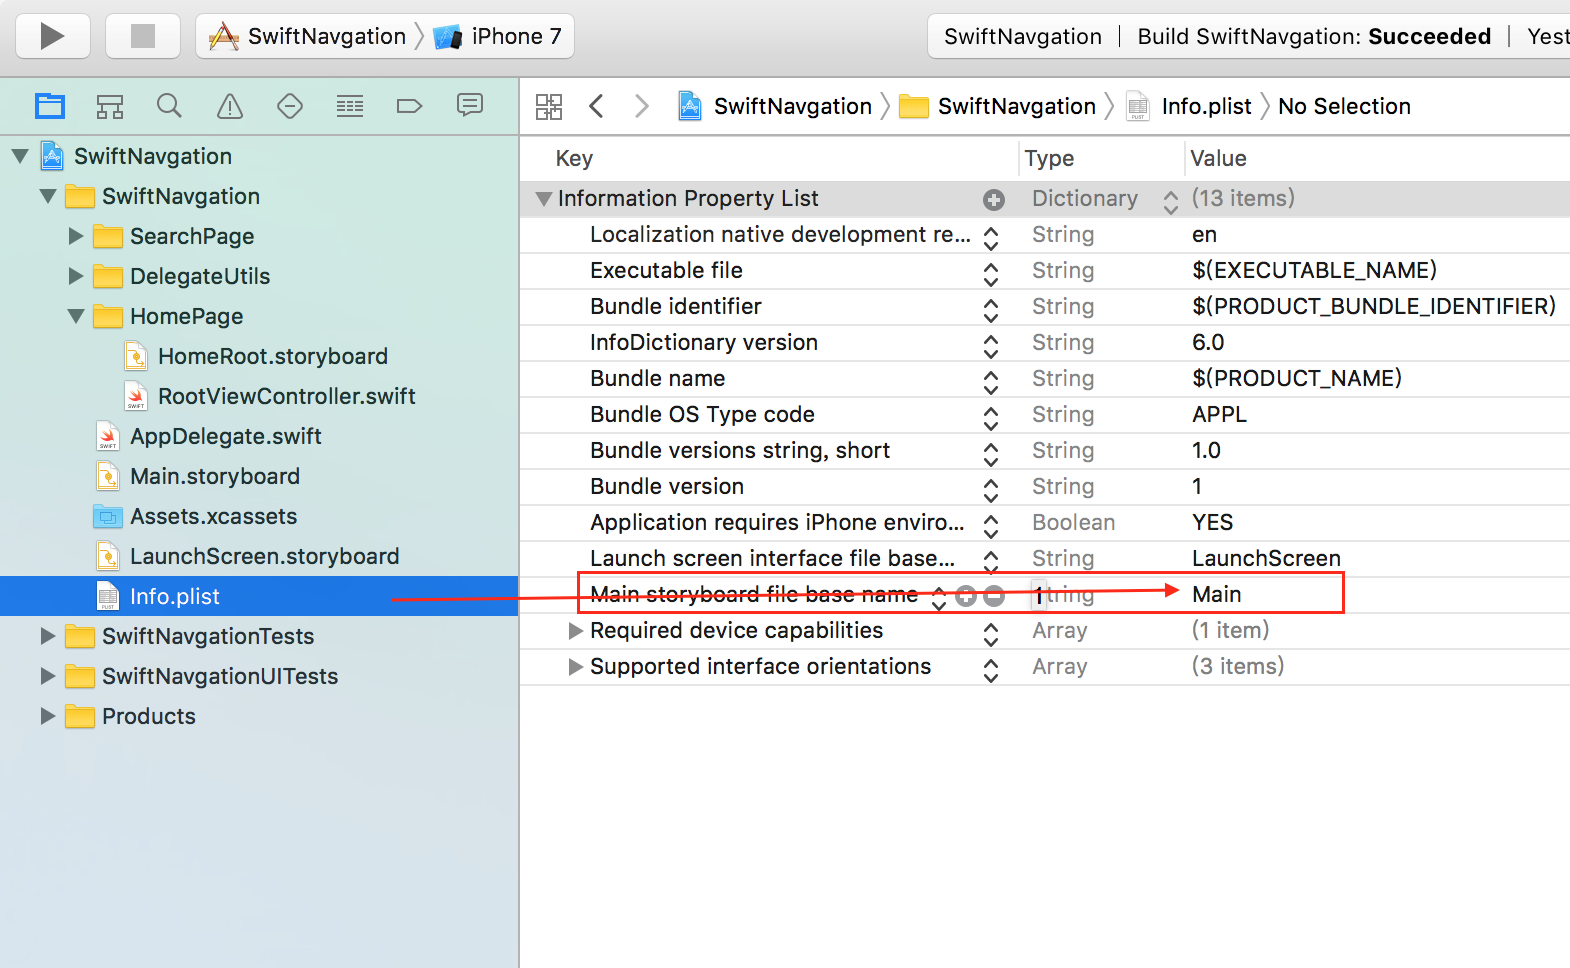 SwiftNavgation iPhone 7 SwiftNavgation Build SwiftNavgation: Succeeded Yest
SwiftNavgation SwiftNavgation Info.plist No Selection
SwiftNavgation
SwiftNavgation
SearchPage
DelegateUtils
HomePage
HomeRoot.storyboard
RootViewController.swift
AppDelegate.swift
Main.storyboard
Assets.xcassets
LaunchScreen.storyboard
Info.plist
SwiftNavgationTests
SwiftNavgationUITests
Products
Key Type Value
Information Property List Dictionary (13 items)
Localization native development re... String en
Executable file String $(EXECUTABLE_NAME)
Bundle identifier String $(PRODUCT_BUNDLE_IDENTIFIER)
InfoDictionary version String 6.0
Bundle name String $(PRODUCT_NAME)
Bundle OS Type code String APPL
Bundle versions string, short String 1.0
Bundle version String 1
Application requires iPhone enviro... Boolean YES
Launch screen interface file base... String LaunchScreen
Main storyboard file base name 1tring Main
Required device capabilities Array (1 item)
Supported interface orientations Array (3 items)